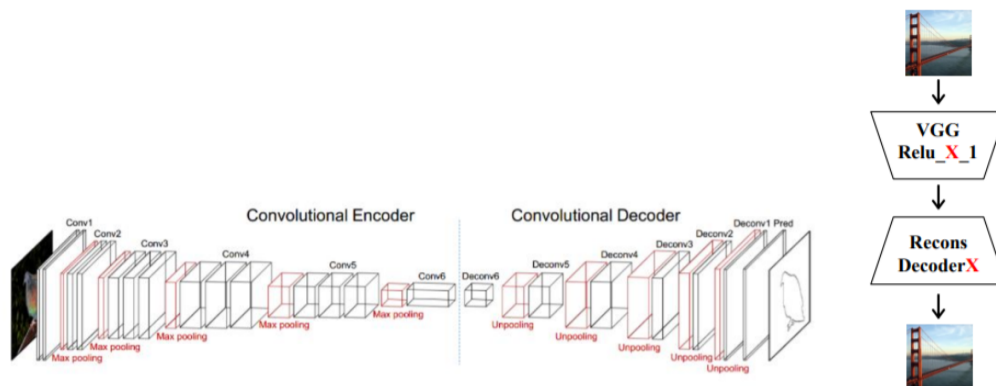 Convolutional Encoder
Convolutional Decoder
Conv1
Conv2
Conv3
Conv4
Conv5
Conv6
Deconv6
Deconv5
Deconv4
Deconv3
Deconv2
Deconv1 Pred
Max pooling
Max pooling
Max pooling
Max pooling
Max pooling
Unpooling
Unpooling
Unpooling
Unpooling
Unpooling
VGG
Relu_X_1
Recons
DecoderX